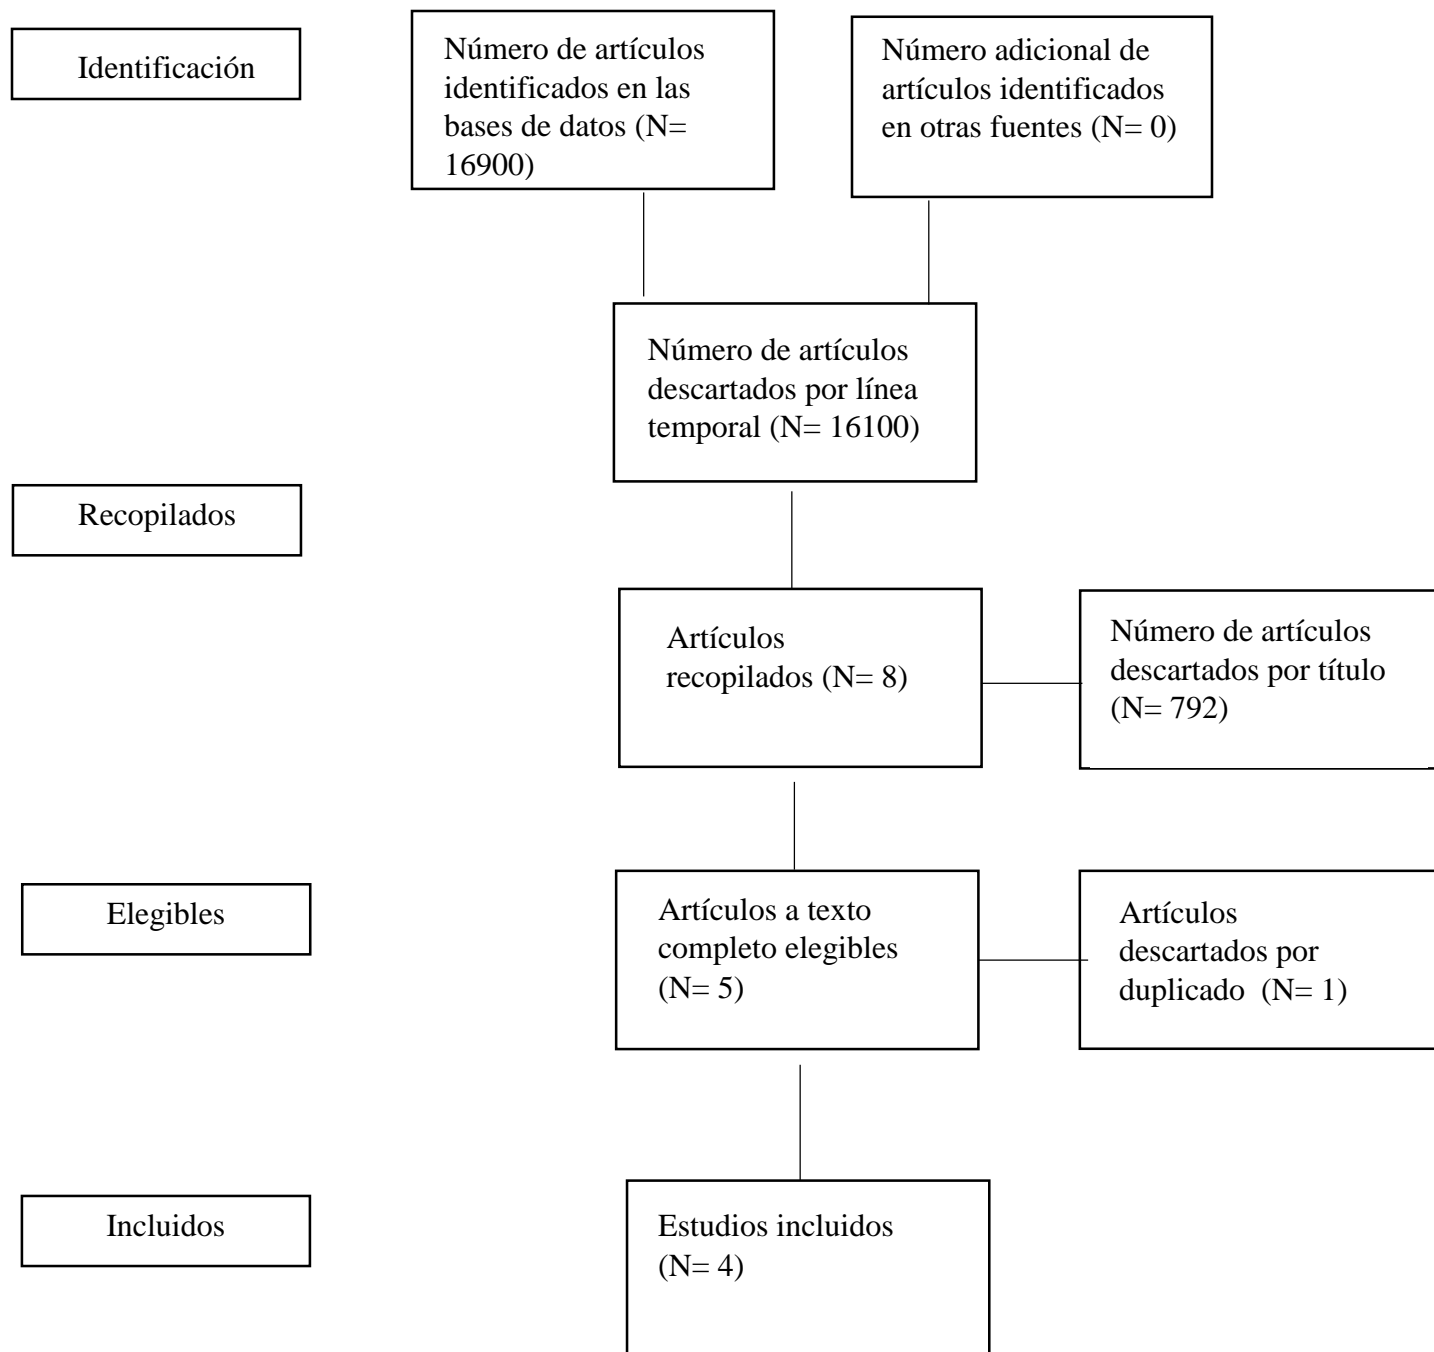 Identificación
Número de artículos
identificados en las
bases de datos (N=
16900)
Número adicional de
artículos identificados
en otras fuentes (N= 0)
Número de artículos
descartados por línea
temporal (N= 16100)
Recopilados
Artículos
recopilados (N= 8)
Número de artículos
descartados por título
(N= 792)
Elegibles
Artículos a texto
completo elegibles
(N= 5)
Artículos
descartados por
duplicado (N= 1)
Incluidos
Estudios incluidos
(N= 4)